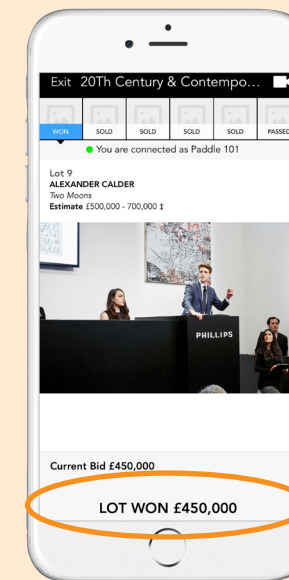 Exit 20Th Century & Contempo...
WON SOLD SOLD SOLD SOLD PASSED
You are connected as Paddle 101
Lot 9
ALEXANDER CALDER
Two Moons
Estimate £500,000 - 700,000 ‡
PHILLIPS
Current Bid £450,000
LOT WON £450,000